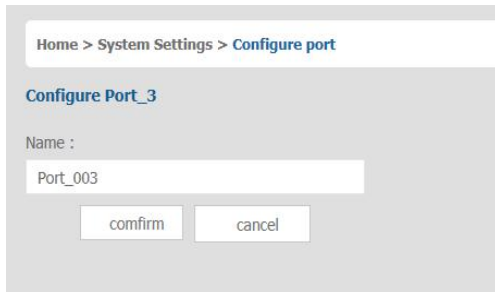 Home > System Settings > Configure port
Configure Port_3
Name :
Port_003
comfirm cancel